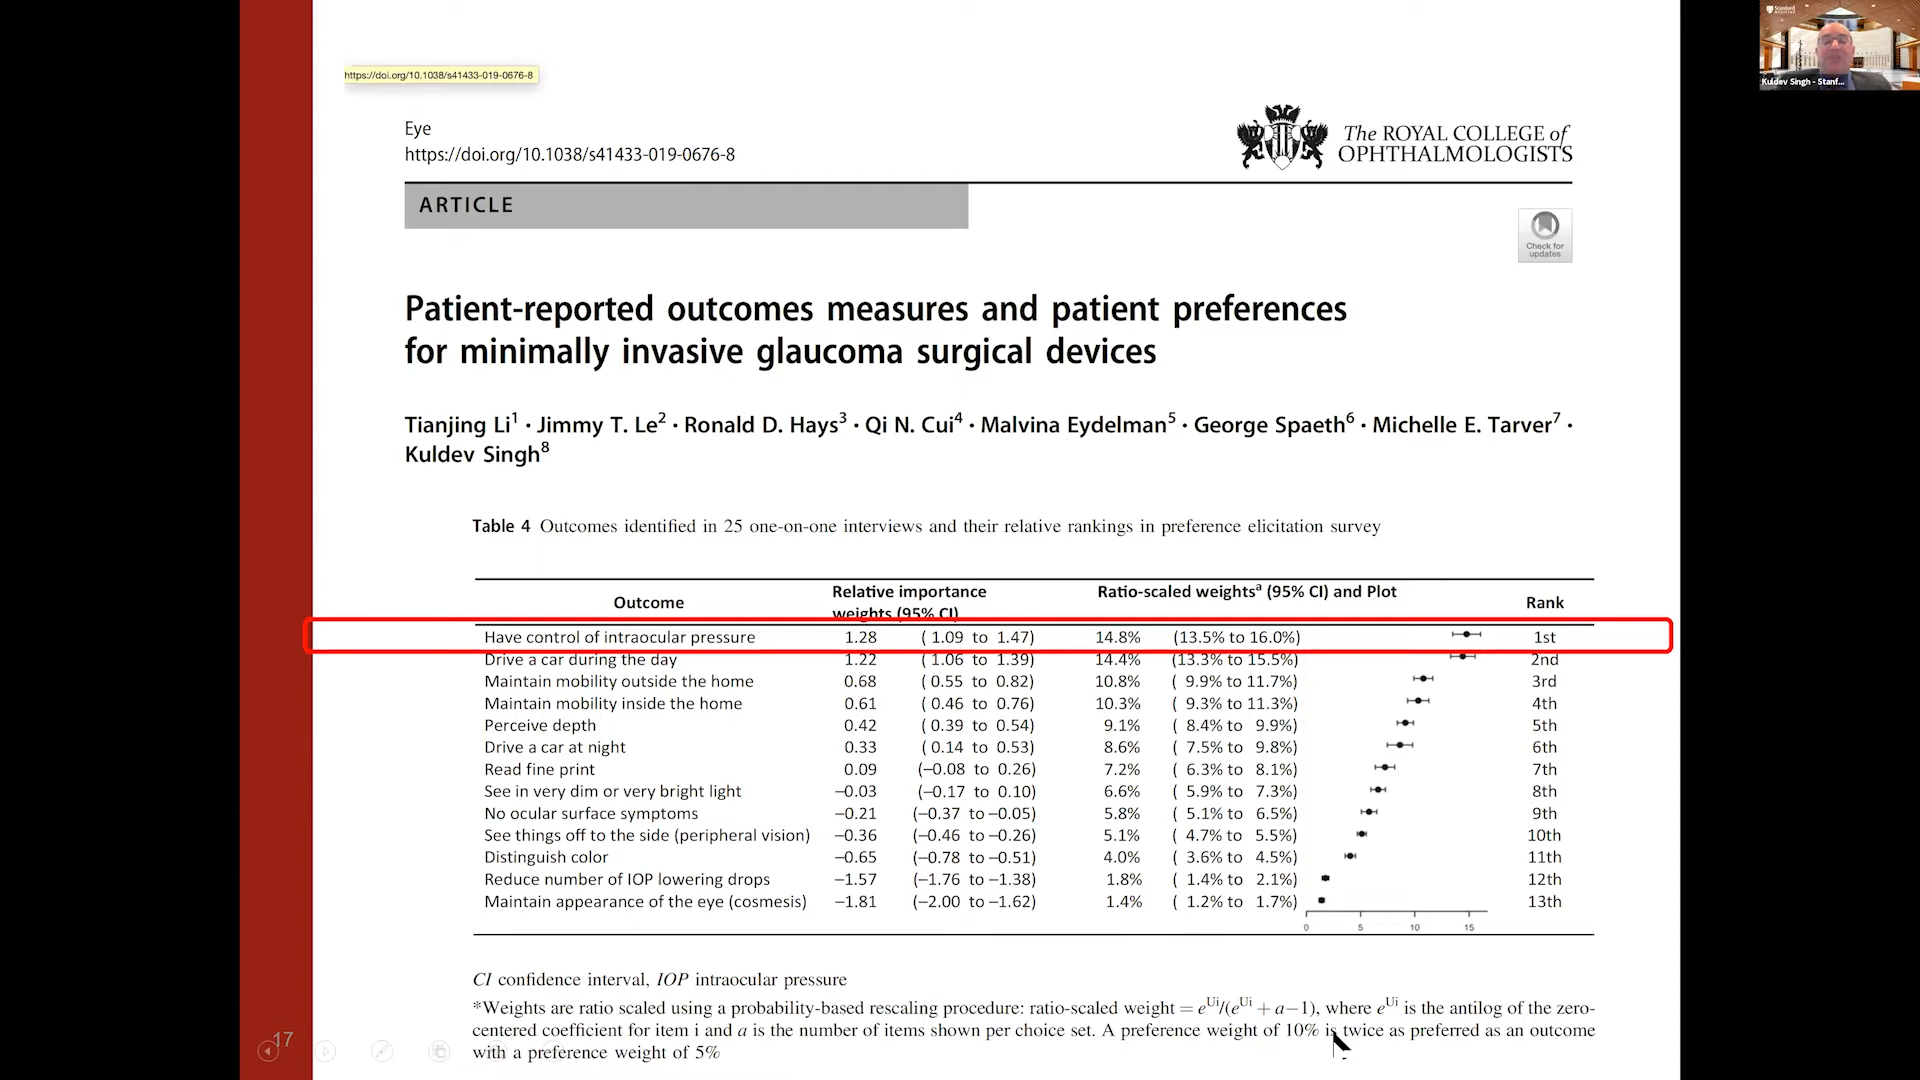 Stanford
MEDICINE
Kuldev Singh - Stanf...
https://doi.org/10.1038/s41433-019-0676-8
Eye
https://doi.org/10.1038/s41433-019-0676-8
The ROYAL COLLEGE of
OPHTHALMOLOGISTS
ARTICLE
Check for
updates
Patient-reported outcomes measures and patient preferences
for minimally invasive glaucoma surgical devices
Tianjing Li1 · Jimmy T. Le2 · Ronald D. Hays3 · Qi N. Cui4 · Malvina Eydelman5 · George Spaeth6 · Michelle E. Tarver7 ·
Kuldev Singh8
Table 4 Outcomes identified in 25 one-on-one interviews and their relative rankings in preference elicitation survey
Outcome Relative importance weights (95% CI) Ratio-scaled weightsa (95% CI) and Plot Rank
Have control of intraocular pressure 1.28 ( 1.09 to 1.47) 14.8% (13.5% to 16.0%) 1st
Drive a car during the day 1.22 ( 1.06 to 1.39) 14.4% (13.3% to 15.5%) 2nd
Maintain mobility outside the home 0.68 ( 0.55 to 0.82) 10.8% ( 9.9% to 11.7%) 3rd
Maintain mobility inside the home 0.61 ( 0.46 to 0.76) 10.3% ( 9.3% to 11.3%) 4th
Perceive depth 0.42 ( 0.39 to 0.54) 9.1% ( 8.4% to 9.9%) 5th
Drive a car at night 0.33 ( 0.14 to 0.53) 8.6% ( 7.5% to 9.8%) 6th
Read fine print 0.09 (–0.08 to 0.26) 7.2% ( 6.3% to 8.1%) 7th
See in very dim or very bright light –0.03 (–0.17 to 0.10) 6.6% ( 5.9% to 7.3%) 8th
No ocular surface symptoms –0.21 (–0.37 to –0.05) 5.8% ( 5.1% to 6.5%) 9th
See things off to the side (peripheral vision) –0.36 (–0.46 to –0.26) 5.1% ( 4.7% to 5.5%) 10th
Distinguish color –0.65 (–0.78 to –0.51) 4.0% ( 3.6% to 4.5%) 11th
Reduce number of IOP lowering drops –1.57 (–1.76 to –1.38) 1.8% ( 1.4% to 2.1%) 12th
Maintain appearance of the eye (cosmesis) –1.81 (–2.00 to –1.62) 1.4% ( 1.2% to 1.7%) 13th
0 5 10 15
CI confidence interval, IOP intraocular pressure
*Weights are ratio scaled using a probability-based rescaling procedure: ratio-scaled weight = eUi/(eUi + a–1), where eUi is the antilog of the zero-
centered coefficient for item i and a is the number of items shown per choice set. A preference weight of 10% is twice as preferred as an outcome
with a preference weight of 5%
17